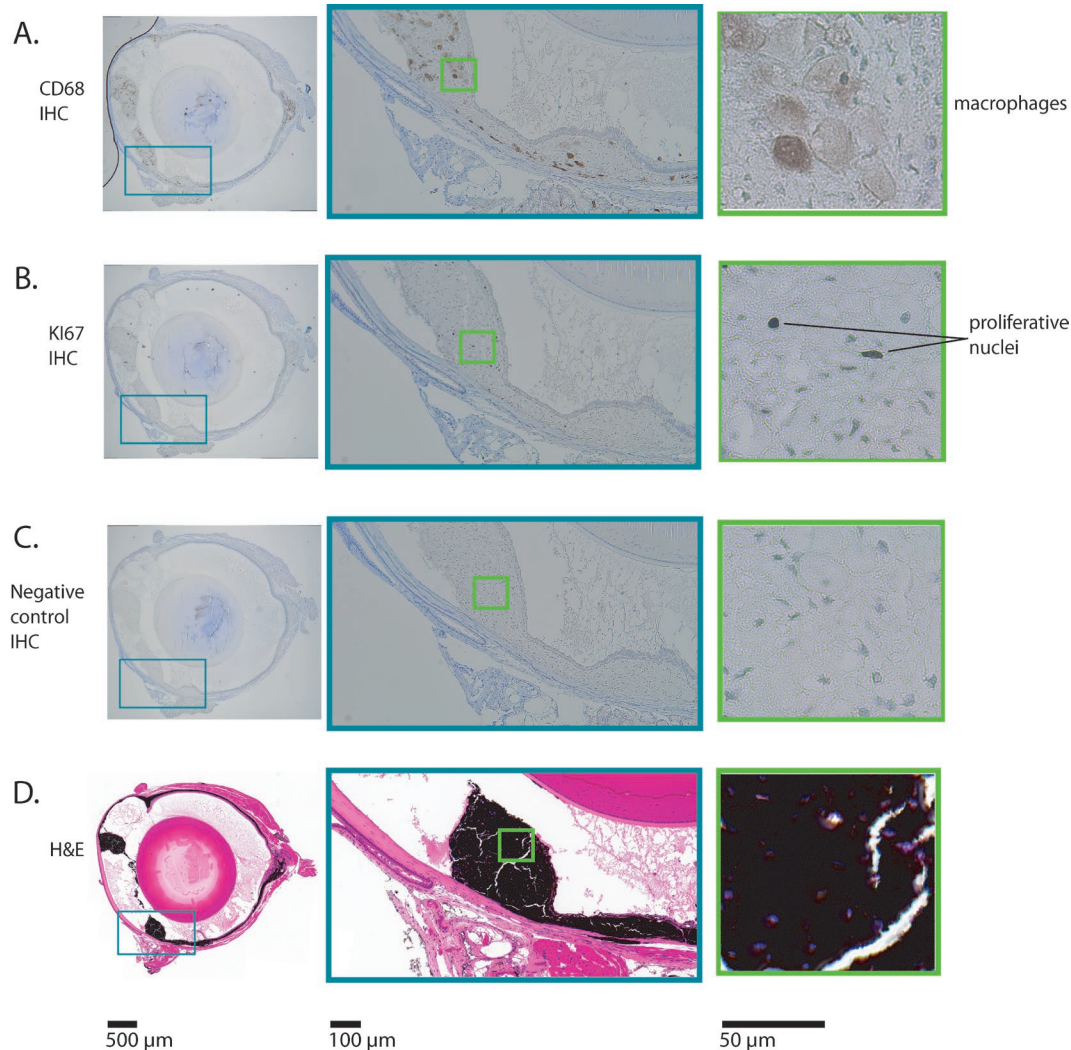 A.
CD68
IHC
macrophages
B.
KI67
IHC
proliferative
nuclei
C.
Negative
control
IHC
D.
H&E
500 µm
100 µm
50 µm